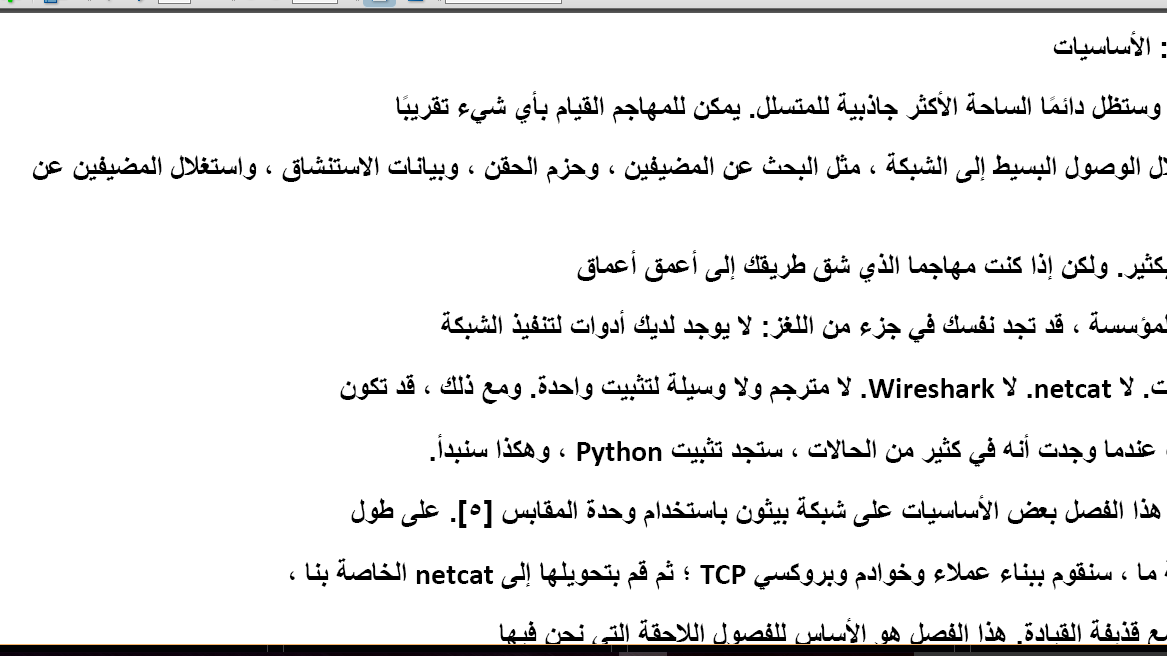 : الأساسيات
وستظل دائمًا الساحة الأكثر جاذبية للمتسلل. يمكن للمهاجم القيام بأي شيء تقريبًا
الوصول البسيط إلى الشبكة ، مثل البحث عن المضيفين ، وحزم الحقن ، وبيانات الاستنشاق ، واستغلال المضيفين عن
بكثير. ولكن إذا كنت مهاجما الذي شق طريقك إلى أعمق أعماق
المؤسسة ، قد تجد نفسك في جزء من اللغز: لا يوجد لديك أدوات لتنفيذ الشبكة
لا netcat. لا Wireshark. لا مترجم ولا وسيلة لتثبيت واحدة. ومع ذلك ، قد تكون
عندما وجدت أنه في كثير من الحالات ، ستجد تثبيت Python ، وهكذا سنبدأ.
هذا الفصل بعض الأساسيات على شبكة بيثون باستخدام وحدة المقابس [٥]. على طول
ما ، سنقوم ببناء عملاء وخوادم وبروكسي TCP ؛ ثم قم بتحويلها إلى netcat الخاصة بنا ،
قذيفة القيادة. هذا الفصل هو الأساس للفصول اللاحقة التي نحن فيها